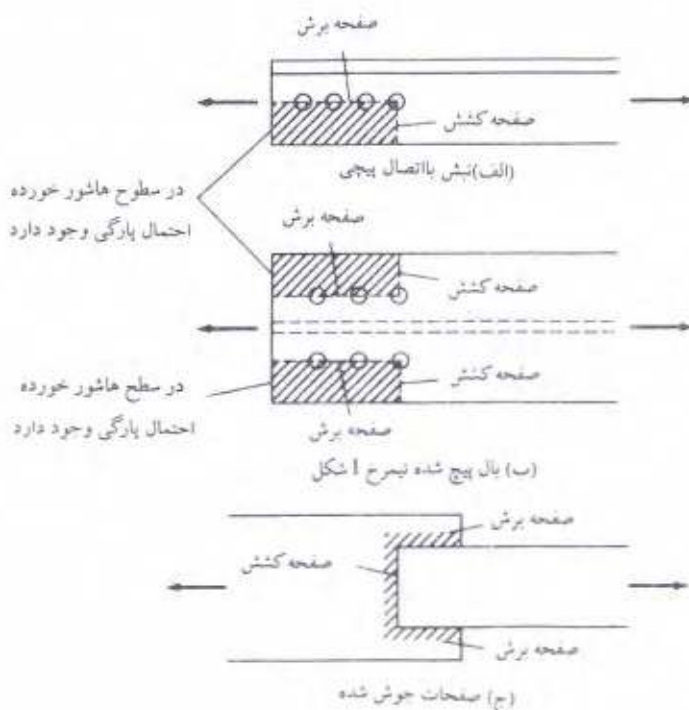 صفحه برش
صفحه کشش
(الف) نبش بااتصال پیچی
در سطوح هاشور خورده
احتمال پارگی وجود دارد
صفحه برش
صفحه کشش
صفحه کشش
در سطح هاشور خورده
احتمال پارگی وجود دارد
صفحه برش
(ب) بال پیچ شده نیمرخ I شکل
صفحه برش
صفحه کشش
صفحه برش
(ج) صفحات جوش شده